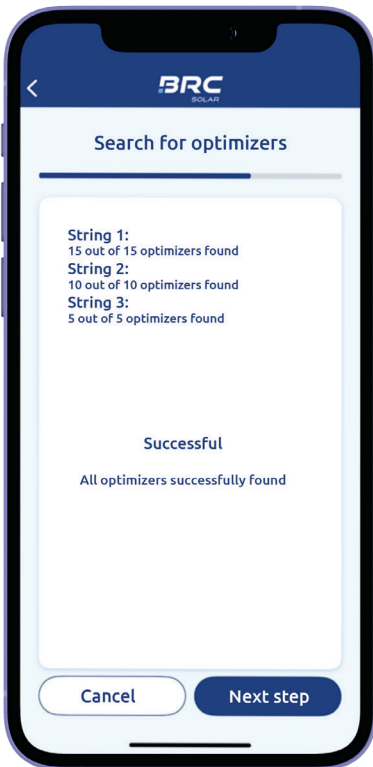 BRC
SOLAR
Search for optimizers
String 1:
15 out of 15 optimizers found
String 2:
10 out of 10 optimizers found
String 3:
5 out of 5 optimizers found
Successful
All optimizers successfully found
Cancel
Next step